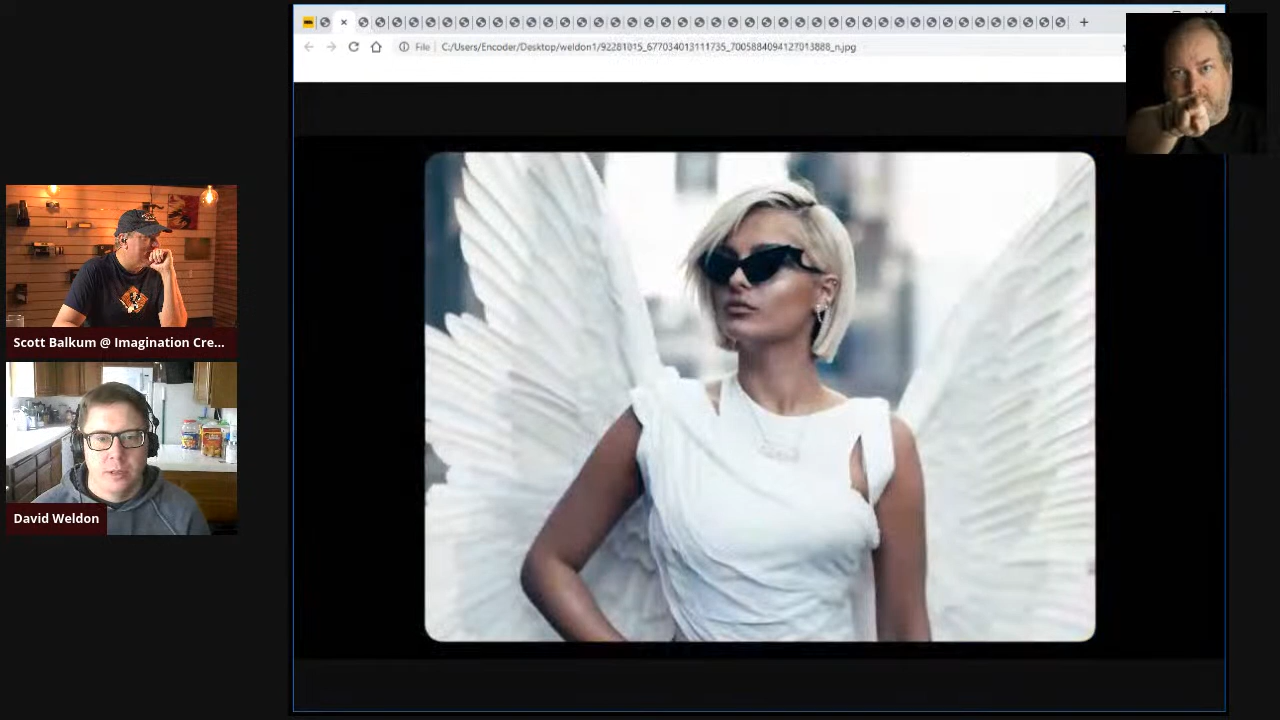 File
C:/Users/Encoder/Desktop/weldon1/92281015_677034013111735_7005884094127013888_n.jpg
Scott Balkum @ Imagination Cre...
David Weldon